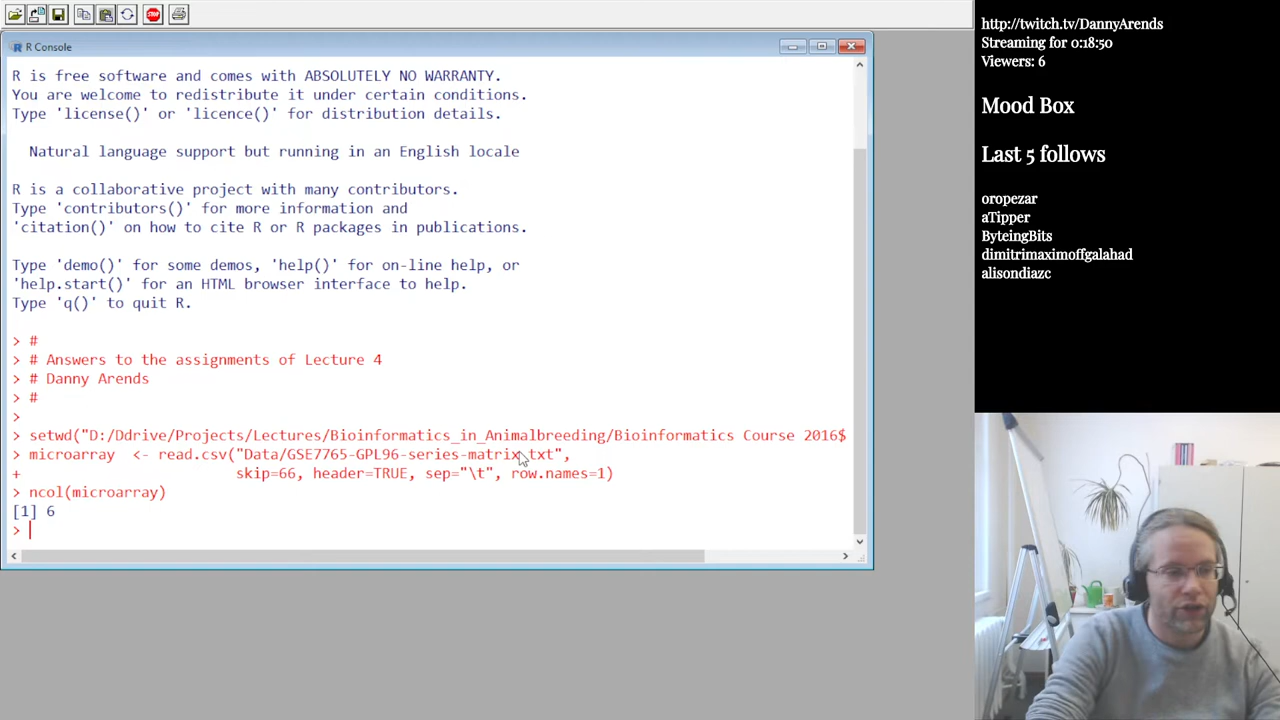 R Console
R is free software and comes with ABSOLUTELY NO WARRANTY.
You are welcome to redistribute it under certain conditions.
Type 'license()' or 'licence()' for distribution details.
Natural language support but running in an English locale
R is a collaborative project with many contributors.
Type 'contributors()' for more information and
'citation()' on how to cite R or R packages in publications.
Type 'demo()' for some demos, 'help()' for on-line help, or
'help.start()' for an HTML browser interface to help.
Type 'q()' to quit R.
> #
> # Answers to the assignments of Lecture 4
> # Danny Arends
> #
>
> setwd("D:/Ddrive/Projects/Lectures/Bioinformatics_in_Animalbreeding/Bioinformatics Course 2016$
> microarray  <- read.csv("Data/GSE7765-GPL96-series-matrix.txt",
+ skip=66, header=TRUE, sep="\t", row.names=1)
> ncol(microarray)
[1] 6
>
STOP
http://twitch.tv/DannyArends
Streaming for 0:18:50
Viewers: 6
Mood Box
Last 5 follows
oropezar
aTipper
ByteingBits
dimitrimaximoffgalahad
alisondiazc